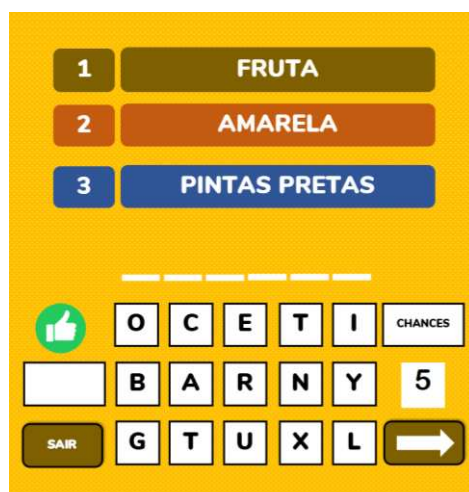 1 FRUTA
2 AMARELA
3 PINTAS PRETAS
O C E T I CHANCES
B A R N Y 5
SAIR G T U X L